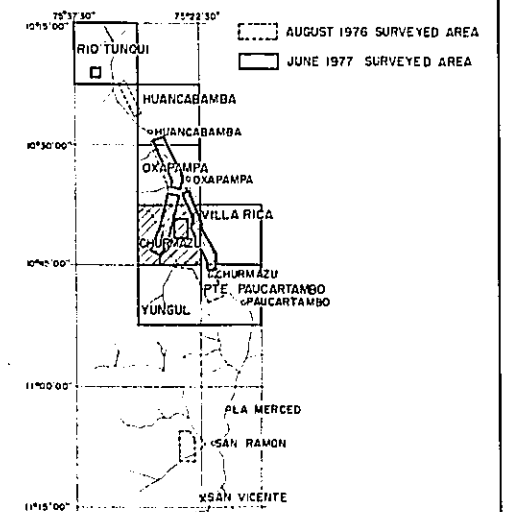 75°37'30" 75°22'30"
10°15'00"
AUGUST 1976 SURVEYED AREA
RIO TUNQUI
JUNE 1977 SURVEYED AREA
HUANCABAMBA
10°30'00"
HUANCABAMBA
OXAPAMPA
OXAPAMPA
VILLA RICA
CHURMAZU
10°45'00"
CHURMAZU
PTE PAUCARTAMBO
PAUCARTAMBO
YUNGUL
11°00'00"
LA MERCED
SAN RAMON
11°15'00"
SAN VICENTE